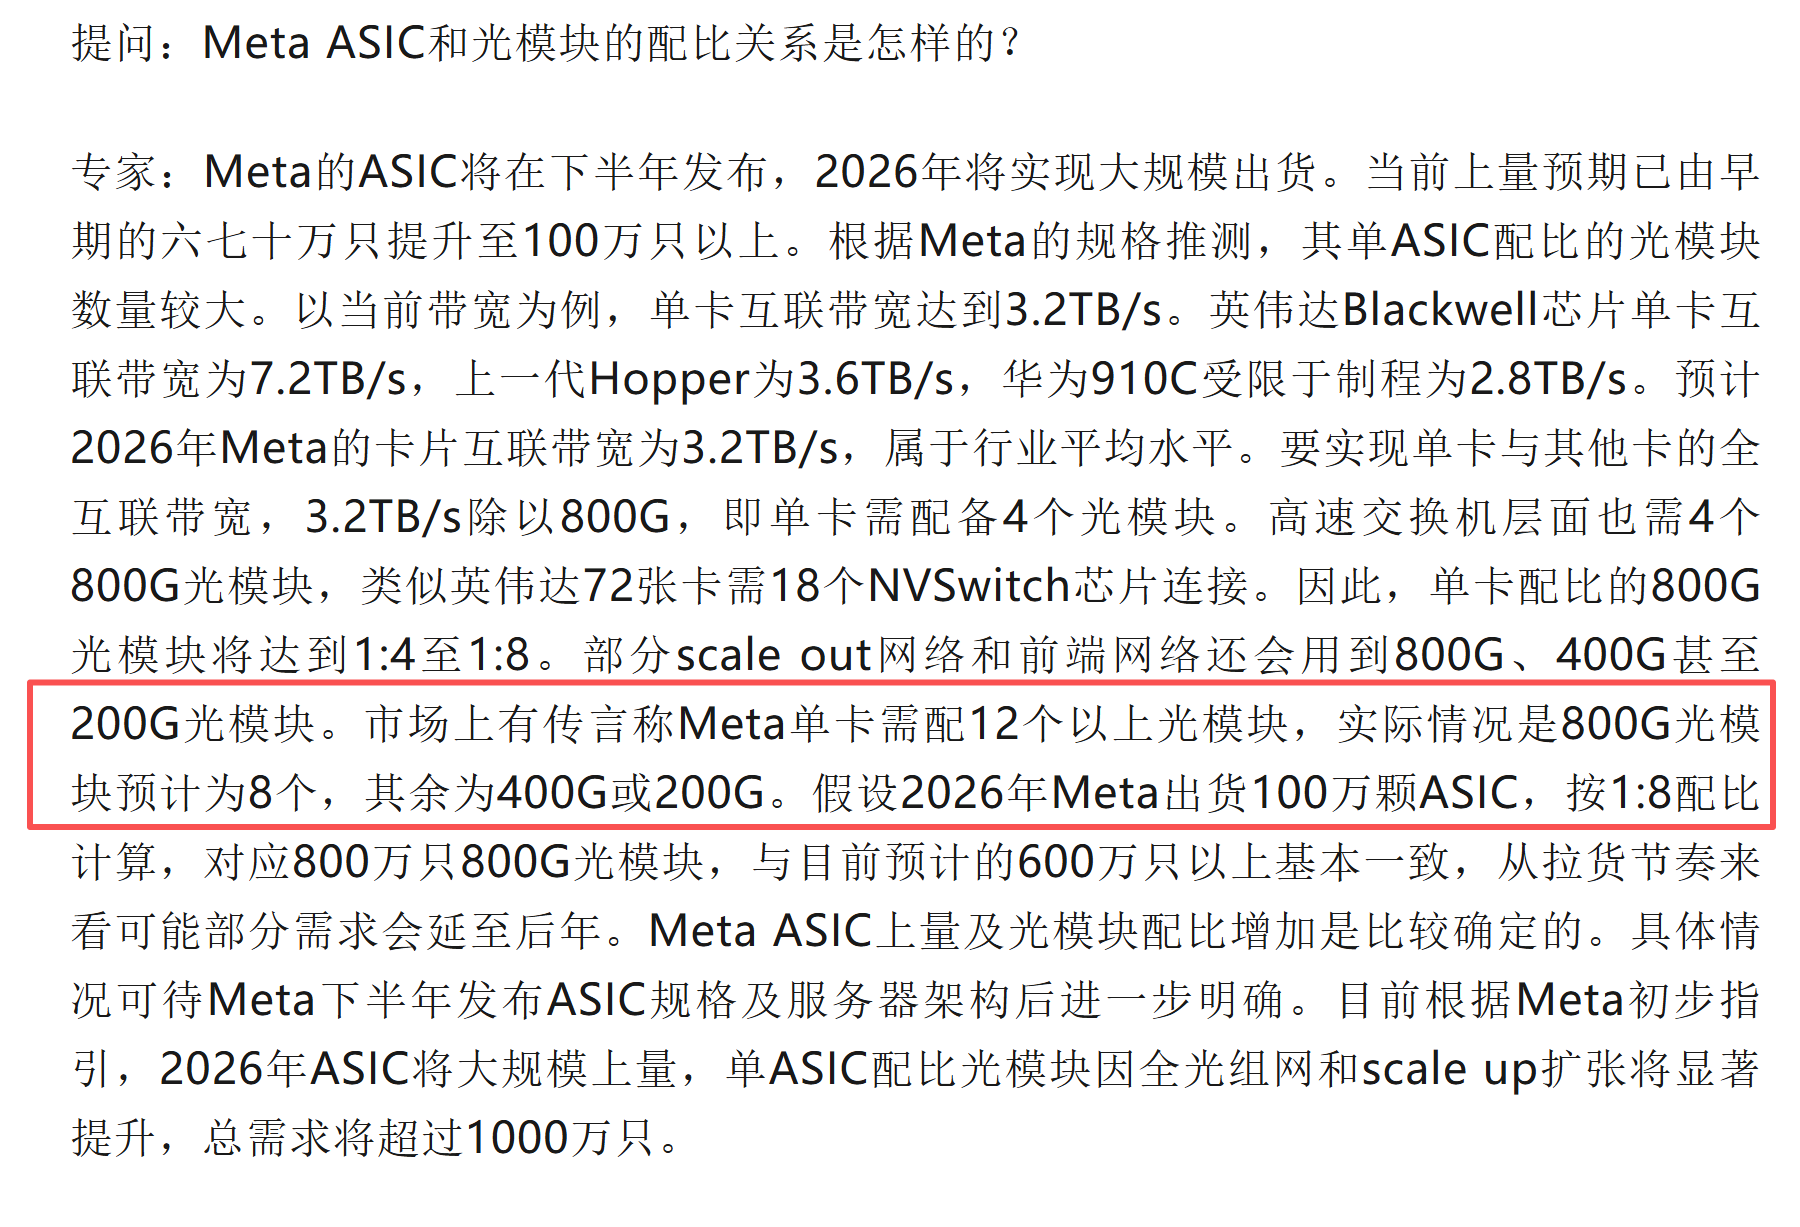 提问：Meta ASIC和光模块的配比关系是怎样的？
专家：Meta的ASIC将在下半年发布，2026年将实现大规模出货。当前上量预期已由早
期的六七十万只提升至100万只以上。根据Meta的规格推测，其单ASIC配比的光模块
数量较大。以当前带宽为例，单卡互联带宽达到3.2TB/s。英伟达Blackwell芯片单卡互
联带宽为7.2TB/s，上一代Hopper为3.6TB/s，华为910C受限于制程为2.8TB/s。预计
2026年Meta的卡片互联带宽为3.2TB/s，属于行业平均水平。要实现单卡与其他卡的全
互联带宽，3.2TB/s除以800G，即单卡需配备4个光模块。高速交换机层面也需4个
800G光模块，类似英伟达72张卡需18个NVSwitch芯片连接。因此，单卡配比的800G
光模块将达到1:4至1:8。部分scale out网络和前端网络还会用到800G、400G甚至
200G光模块。市场上有传言称Meta单卡需配12个以上光模块，实际情况是800G光模
块预计为8个，其余为400G或200G。假设2026年Meta出货100万颗ASIC，按1:8配比
计算，对应800万只800G光模块，与目前预计的600万只以上基本一致，从拉货节奏来
看可能部分需求会延至后年。Meta ASIC上量及光模块配比增加是比较确定的。具体情
况可待Meta下半年发布ASIC规格及服务器架构后进一步明确。目前根据Meta初步指
引，2026年ASIC将大规模上量，单ASIC配比光模块因全光组网和scale up扩张将显著
提升，总需求将超过1000万只。